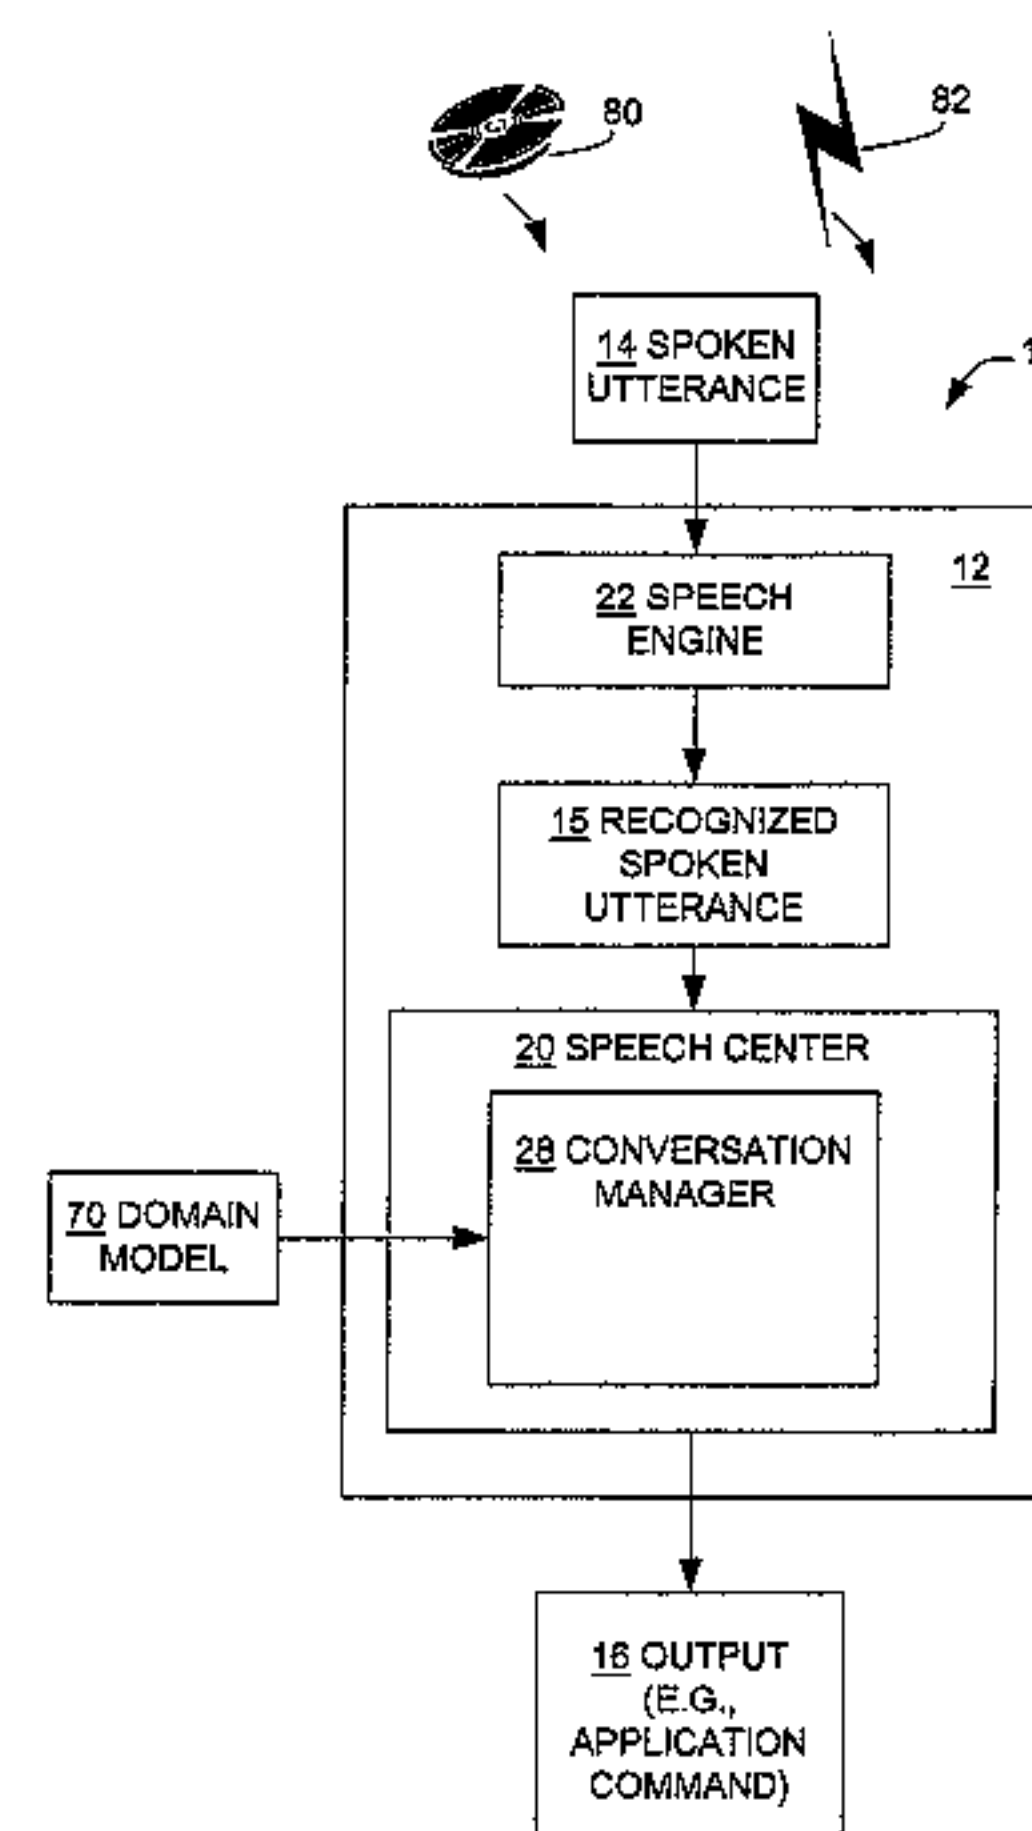 80
82
14 SPOKEN
UTTERANCE
12
22 SPEECH
ENGINE
15 RECOGNIZED
SPOKEN
UTTERANCE
20 SPEECH CENTER
28 CONVERSATION
MANAGER
70 DOMAIN
MODEL
16 OUTPUT
(E.G.,
APPLICATION
COMMAND)